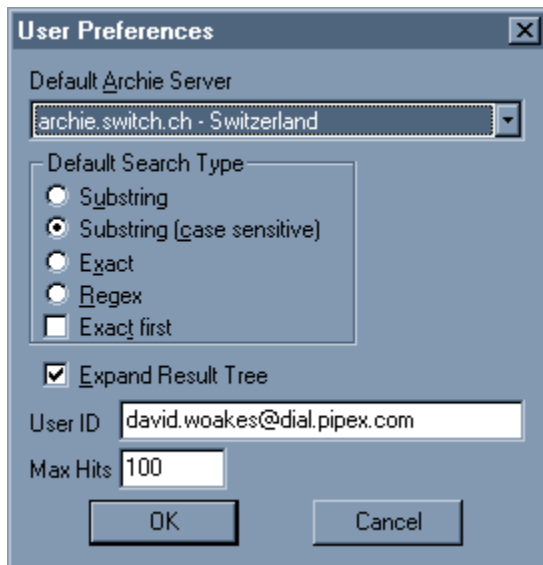 User Preferences
Default Archie Server
archie.switch.ch - Switzerland
Default Search Type
Substring
Substring (case sensitive)
Exact
Regex
Exact first
Expand Result Tree
User ID david.woakes@dial.pipex.com
Max Hits 100
OK Cancel